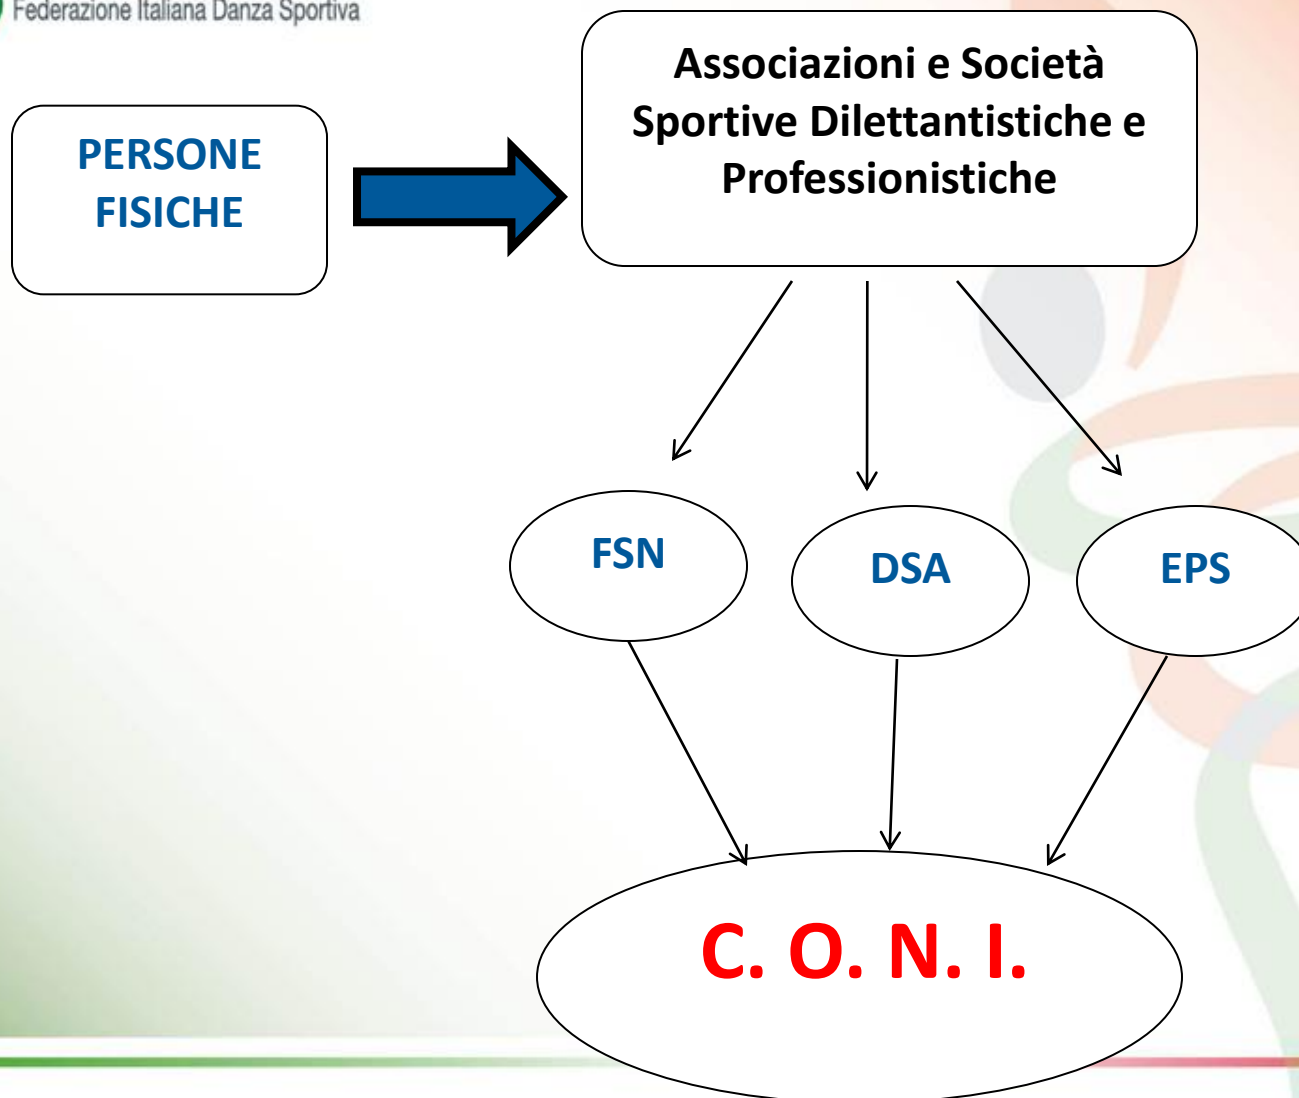 Federazione Italiana Danza Sportiva
Associazioni e Società
Sportive Dilettantistiche e
Professionistiche
PERSONE
FISICHE
FSN
DSA
EPS
C. O. N. I.